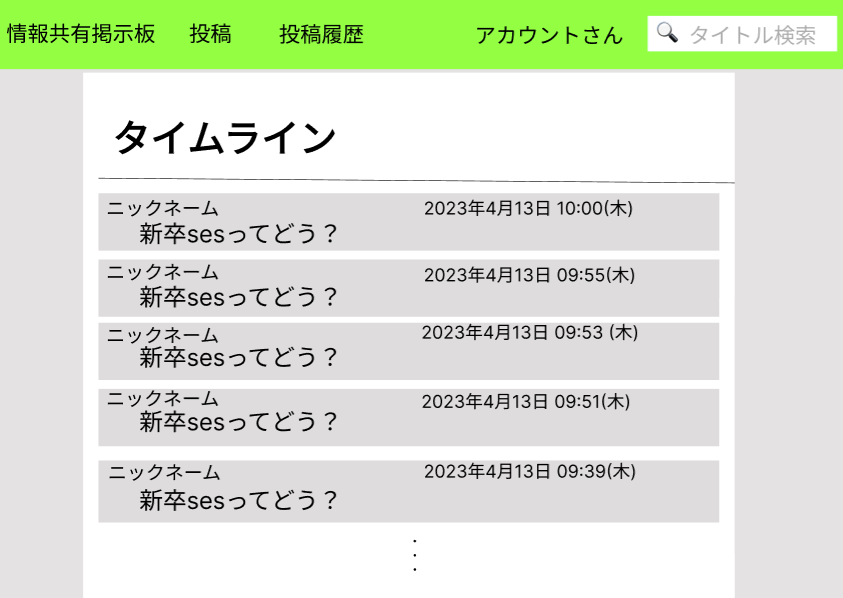 情報共有掲示板 投稿 投稿履歴 アカウントさん タイトル検索
タイムライン
ニックネーム 2023年4月13日 10:00(木)
新卒sesってどう？
ニックネーム 2023年4月13日 09:55(木)
新卒sesってどう？
ニックネーム 2023年4月13日 09:53 (木)
新卒sesってどう？
ニックネーム 2023年4月13日 09:51(木)
新卒sesってどう？
ニックネーム 2023年4月13日 09:39(木)
新卒sesってどう？